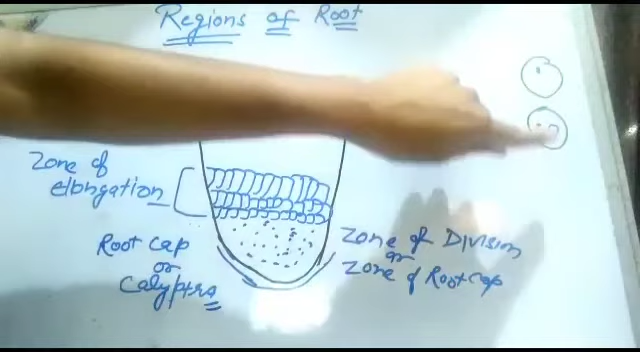 Regions of Root
Zone of
elongation
Root cap
or
Calyptra
Zone of Division
or
Zone of Root cap